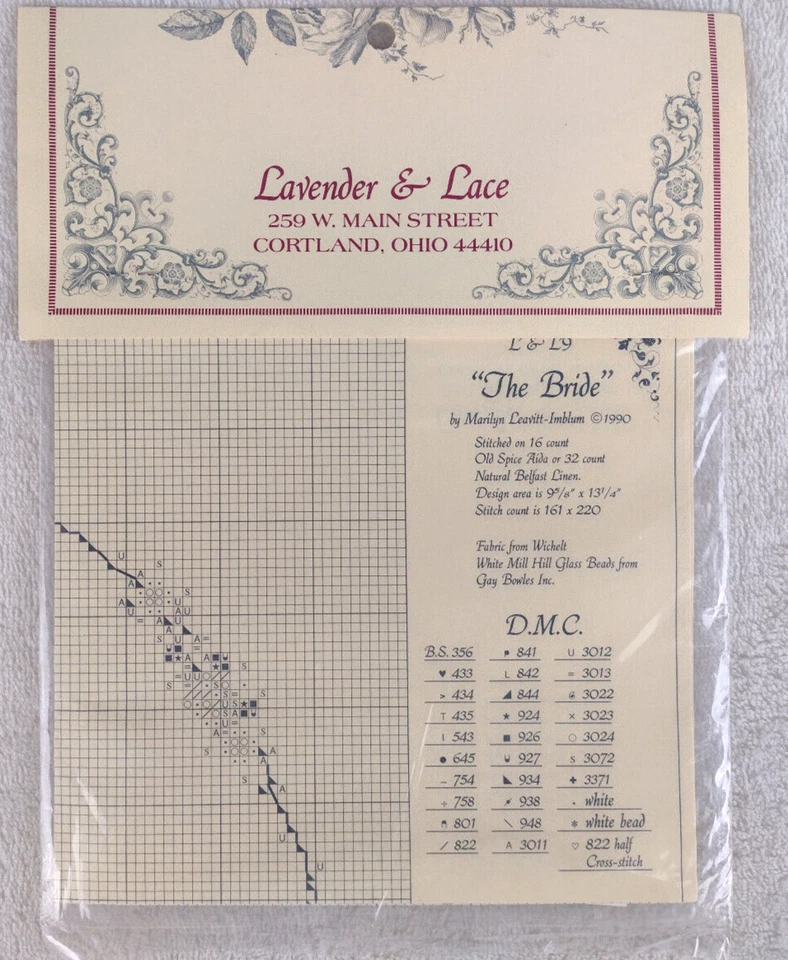 Lavender & Lace
259 W. MAIN STREET
CORTLAND, OHIO 44410
L & L9
“The Bride”
by Marilyn Leavitt-Imblum ©1990
Stitched on 16 count
Old Spice Aida or 32 count
Natural Belfast Linen.
Design area is 9⁵/₈" x 13¹/₄"
Stitch count is 161 x 220
Fabric from Wichelt
White Mill Hill Glass Beads from
Gay Bowles Inc.
D.M.C.
B.S. 356
♥ 433
> 434
T 435
I 543
● 645
– 754
÷ 758
801
/ 822
841
L 842
◢ 844
★ 924
■ 926
927
◣ 934
938
\ 948
A 3011
U 3012
= 3013
3022
× 3023
○ 3024
S 3072
✚ 3371
· white
* white bead
♡ 822 half
Cross-stitch